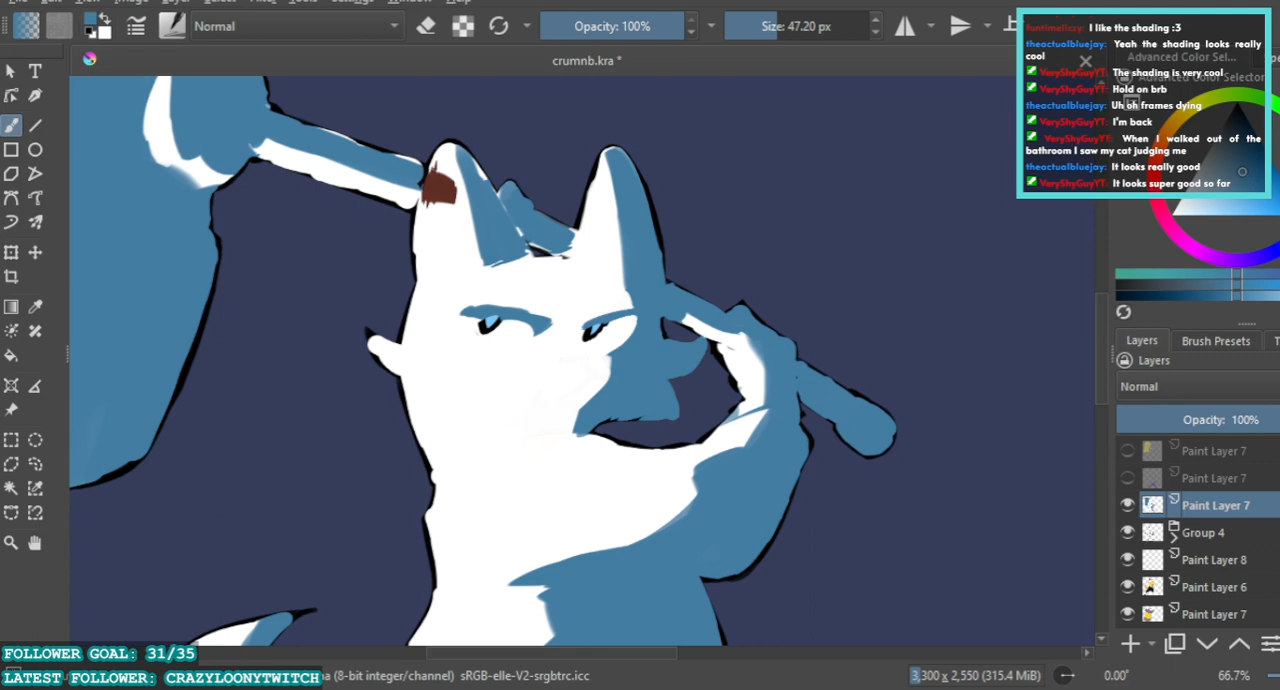 Normal
Opacity: 100%
Size: 47.20 px
crumnb.kra *
funtimelizzy: I like the shading :3
theactualbluejay: Yeah the shading looks really
cool
VeryShyGuyYT: The shading is very cool
VeryShyGuyYT: Hold on brb
theactualbluejay: Uh oh frames dying
VeryShyGuyYT: I'm back
VeryShyGuyYT: When I walked out of the
bathroom I saw my cat judging me
theactualbluejay: It looks really good
VeryShyGuyYT: It looks super good so far
Advanced Color Sel...
Advanced Color Selector
Layers
Brush Presets
Layers
Normal
Opacity: 100%
Paint Layer 7
Paint Layer 7
Paint Layer 7
Group 4
Paint Layer 8
Paint Layer 6
Paint Layer 7
FOLLOWER GOAL: 31/35
LATEST FOLLOWER: CRAZYLOONYTWITCH
(8-bit integer/channel) sRGB-elle-V2-srgbtrc.icc
3,300 x 2,550 (315.4 MiB)
0.00°
66.7%